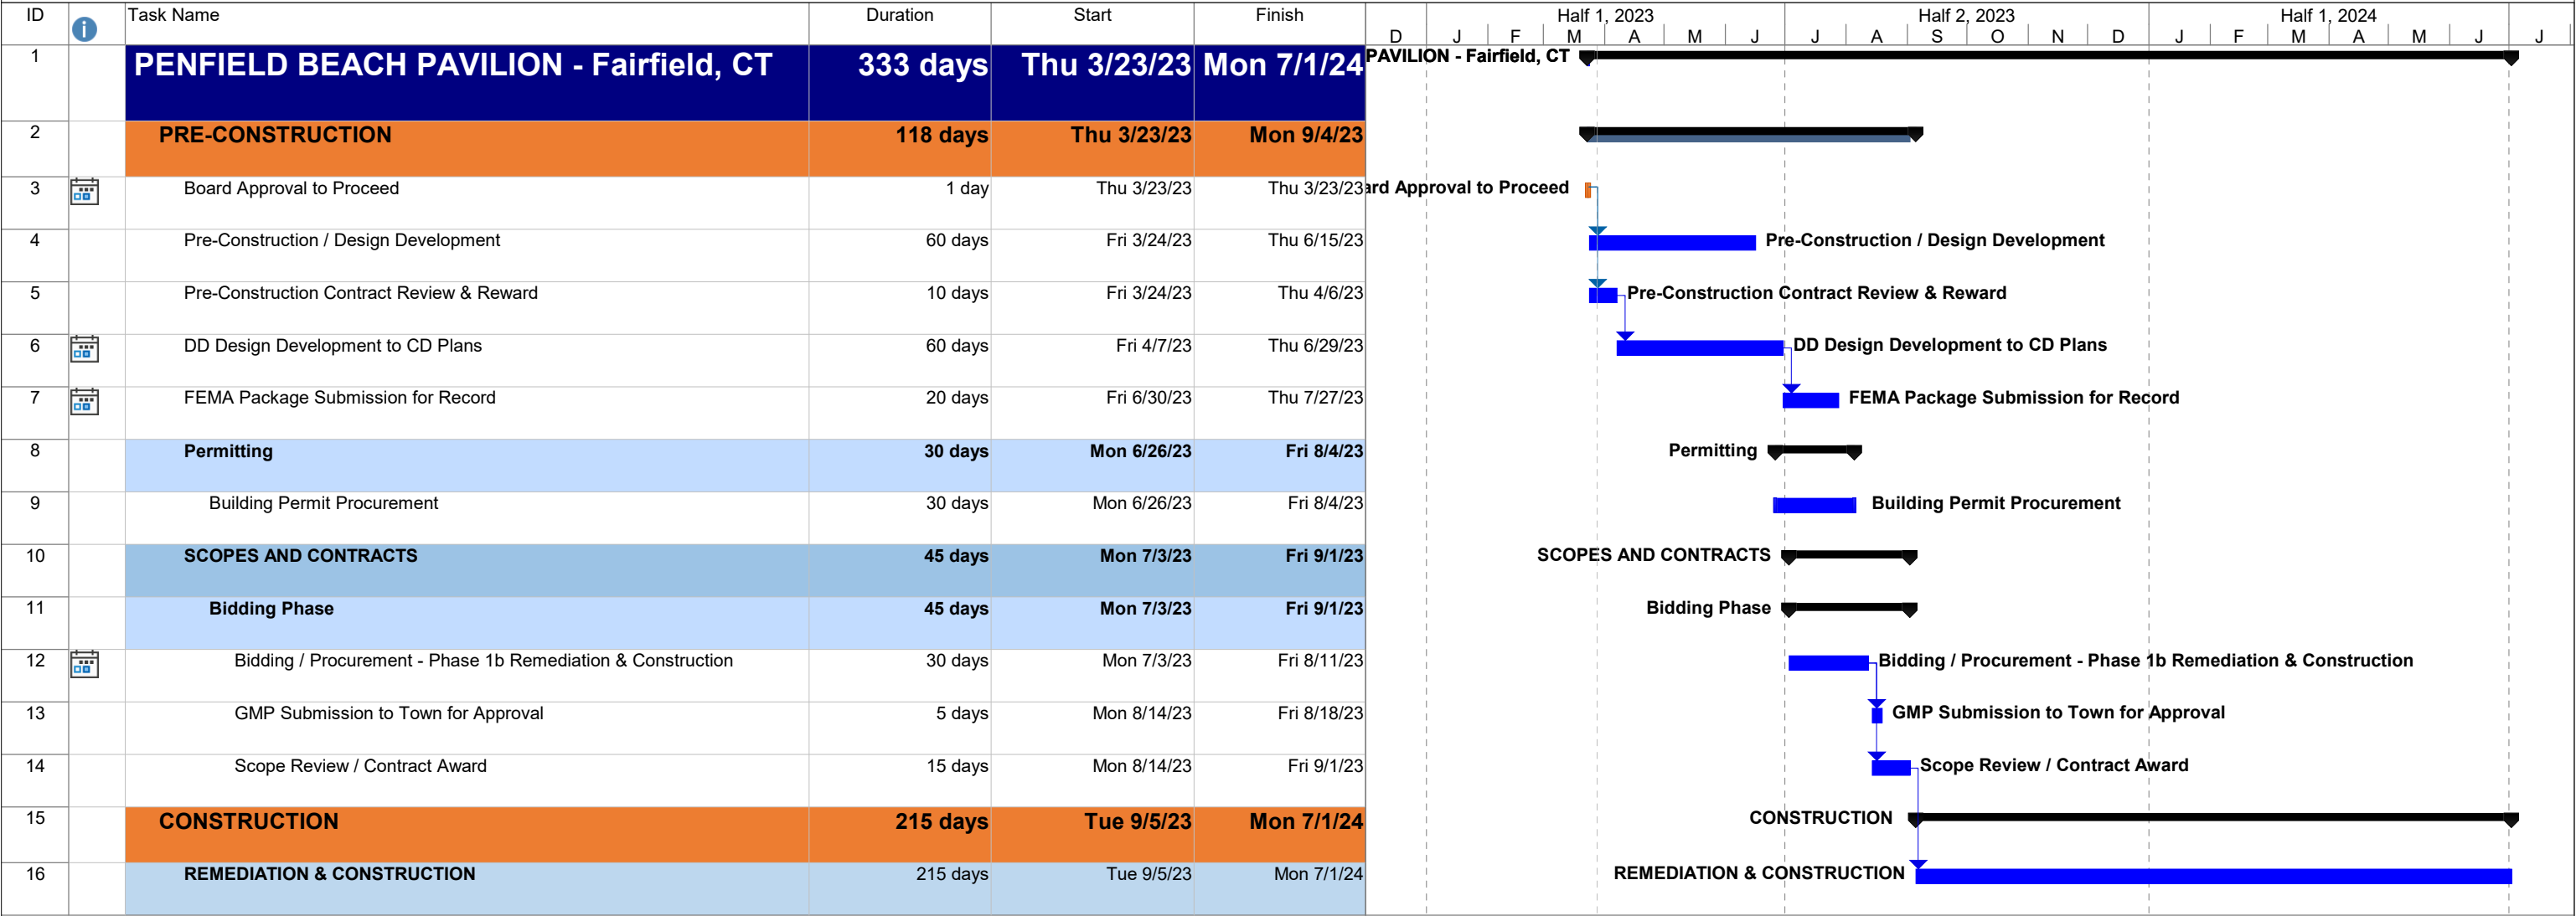 ID Task Name Duration Start Finish Half 1, 2023 Half 2, 2023 Half 1, 2024
D J F M A M J J A S O N D J F M A M J J
1 PENFIELD BEACH PAVILION - Fairfield, CT 333 days Thu 3/23/23 Mon 7/1/24 PAVILION - Fairfield, CT
2 PRE-CONSTRUCTION 118 days Thu 3/23/23 Mon 9/4/23
3 Board Approval to Proceed 1 day Thu 3/23/23 Thu 3/23/23 ard Approval to Proceed
4 Pre-Construction / Design Development 60 days Fri 3/24/23 Thu 6/15/23 Pre-Construction / Design Development
5 Pre-Construction Contract Review & Reward 10 days Fri 3/24/23 Thu 4/6/23 Pre-Construction Contract Review & Reward
6 DD Design Development to CD Plans 60 days Fri 4/7/23 Thu 6/29/23 DD Design Development to CD Plans
7 FEMA Package Submission for Record 20 days Fri 6/30/23 Thu 7/27/23 FEMA Package Submission for Record
8 Permitting 30 days Mon 6/26/23 Fri 8/4/23 Permitting
9 Building Permit Procurement 30 days Mon 6/26/23 Fri 8/4/23 Building Permit Procurement
10 SCOPES AND CONTRACTS 45 days Mon 7/3/23 Fri 9/1/23 SCOPES AND CONTRACTS
11 Bidding Phase 45 days Mon 7/3/23 Fri 9/1/23 Bidding Phase
12 Bidding / Procurement - Phase 1b Remediation & Construction 30 days Mon 7/3/23 Fri 8/11/23 Bidding / Procurement - Phase 1b Remediation & Construction
13 GMP Submission to Town for Approval 5 days Mon 8/14/23 Fri 8/18/23 GMP Submission to Town for Approval
14 Scope Review / Contract Award 15 days Mon 8/14/23 Fri 9/1/23 Scope Review / Contract Award
15 CONSTRUCTION 215 days Tue 9/5/23 Mon 7/1/24 CONSTRUCTION
16 REMEDIATION & CONSTRUCTION 215 days Tue 9/5/23 Mon 7/1/24 REMEDIATION & CONSTRUCTION